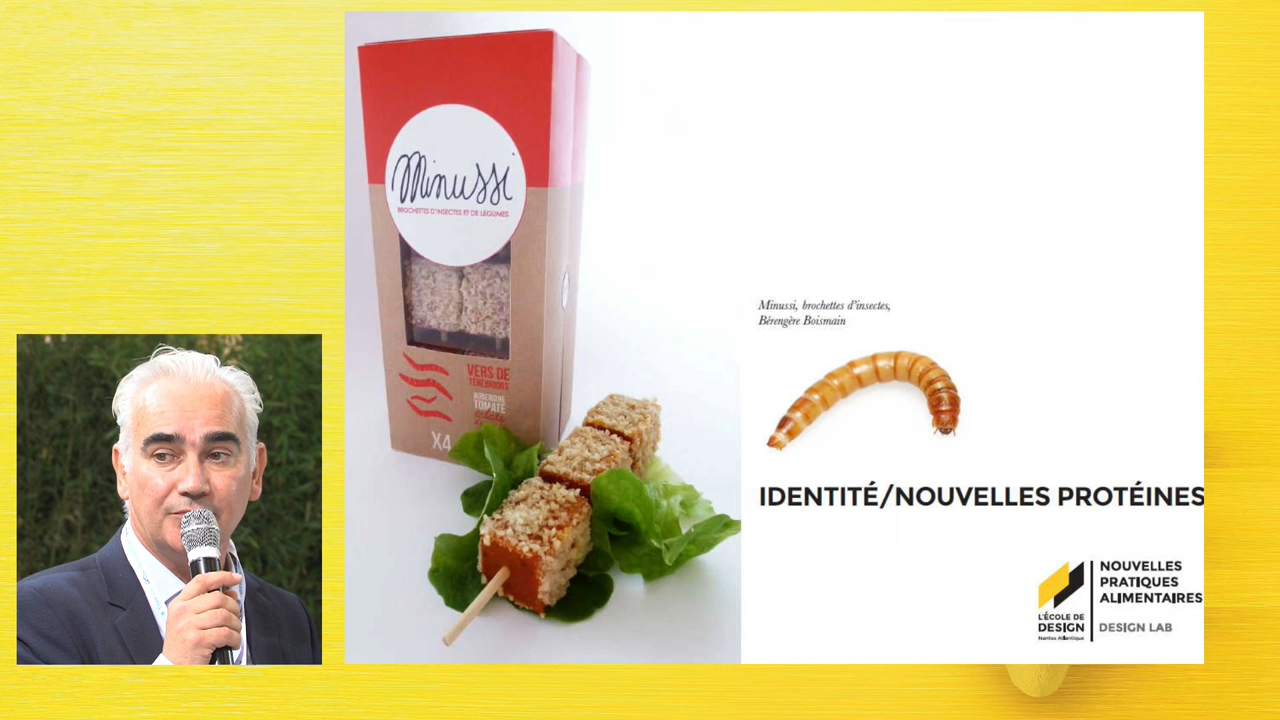 Minussi
BROCHETTES D'INSECTES ET DE LÉGUMES
VERS DE
TÉNÉBRIONS
AUBERGINE
TOMATE
X4
Minussi, brochettes d'insectes,
Bérengère Boismain
IDENTITÉ/NOUVELLES PROTÉINES
NOUVELLES
PRATIQUES
ALIMENTAIRES
L'ÉCOLE DE
DESIGN
Nantes Atlantique
DESIGN LAB